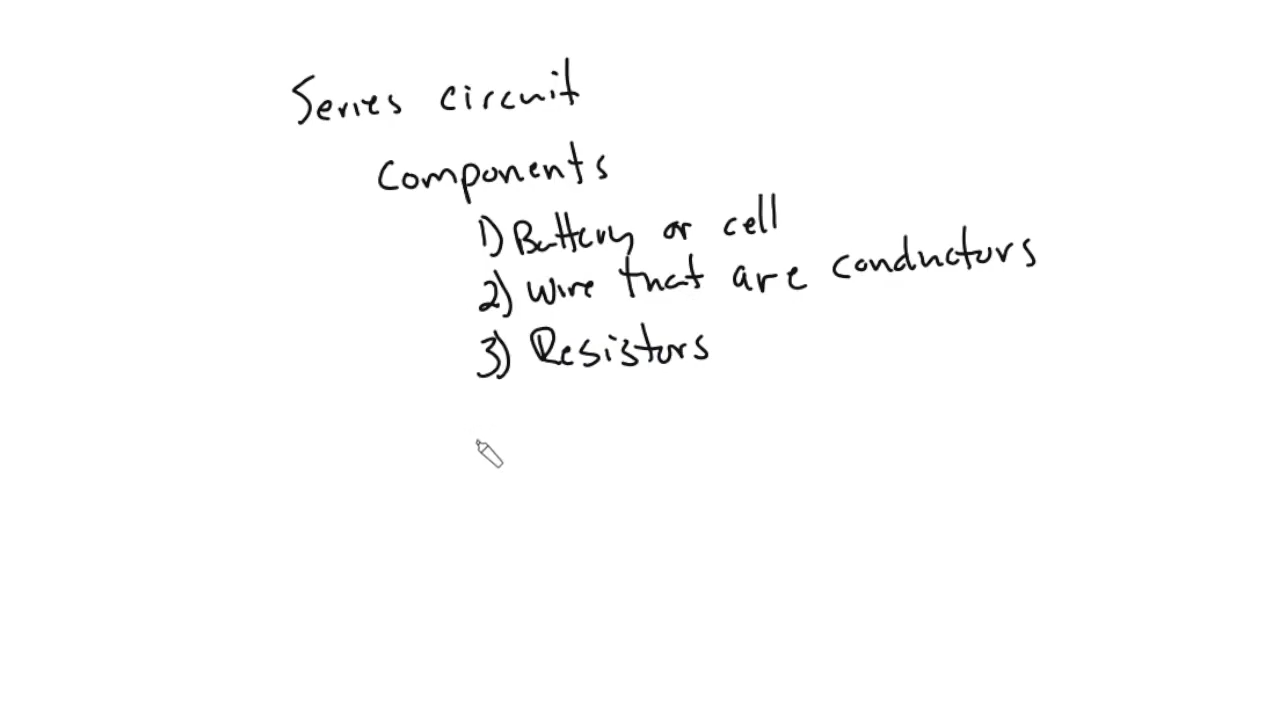 Series circuit
Components
1) Battery or cell
2) Wire that are conductors
3) Resistors